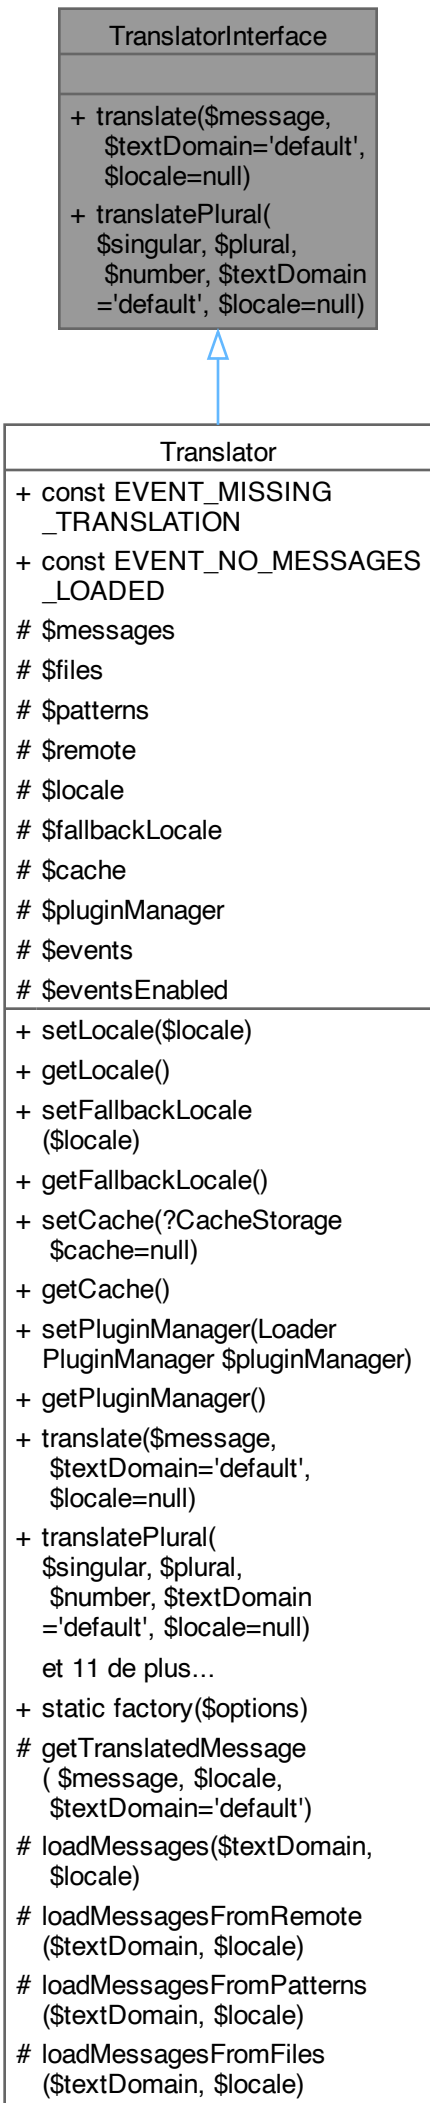 TranslatorInterface
+ translate($message,
$textDomain='default',
$locale=null)
+ translatePlural(
$singular, $plural,
$number, $textDomain
='default', $locale=null)
Translator
+ const EVENT_MISSING
_TRANSLATION
+ const EVENT_NO_MESSAGES
_LOADED
# $messages
# $files
# $patterns
# $remote
# $locale
# $fallbackLocale
# $cache
# $pluginManager
# $events
# $eventsEnabled
+ setLocale($locale)
+ getLocale()
+ setFallbackLocale
($locale)
+ getFallbackLocale()
+ setCache(?CacheStorage
$cache=null)
+ getCache()
+ setPluginManager(Loader
PluginManager $pluginManager)
+ getPluginManager()
+ translate($message,
$textDomain='default',
$locale=null)
+ translatePlural(
$singular, $plural,
$number, $textDomain
='default', $locale=null)
et 11 de plus...
+ static factory($options)
# getTranslatedMessage
( $message, $locale,
$textDomain='default')
# loadMessages($textDomain,
$locale)
# loadMessagesFromRemote
($textDomain, $locale)
# loadMessagesFromPatterns
($textDomain, $locale)
# loadMessagesFromFiles
($textDomain, $locale)